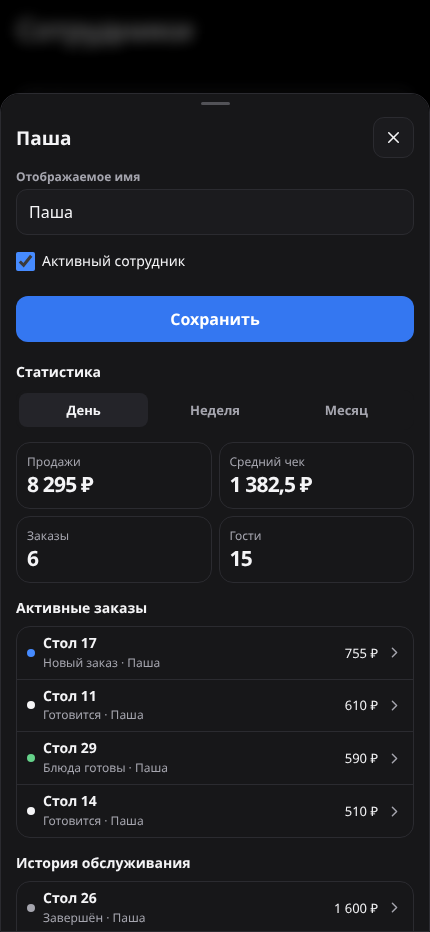 Сотрудники
Паша
Отображаемое имя
Паша
Активный сотрудник
Сохранить
Статистика
День Неделя Месяц
Продажи Средний чек
8 295 ₽ 1 382,5 ₽
Заказы Гости
6 15
Активные заказы
Стол 17
Новый заказ · Паша 755 ₽
Стол 11
Готовится · Паша 610 ₽
Стол 29
Блюда готовы · Паша 590 ₽
Стол 14
Готовится · Паша 510 ₽
История обслуживания
Стол 26
Завершён · Паша 1 600 ₽